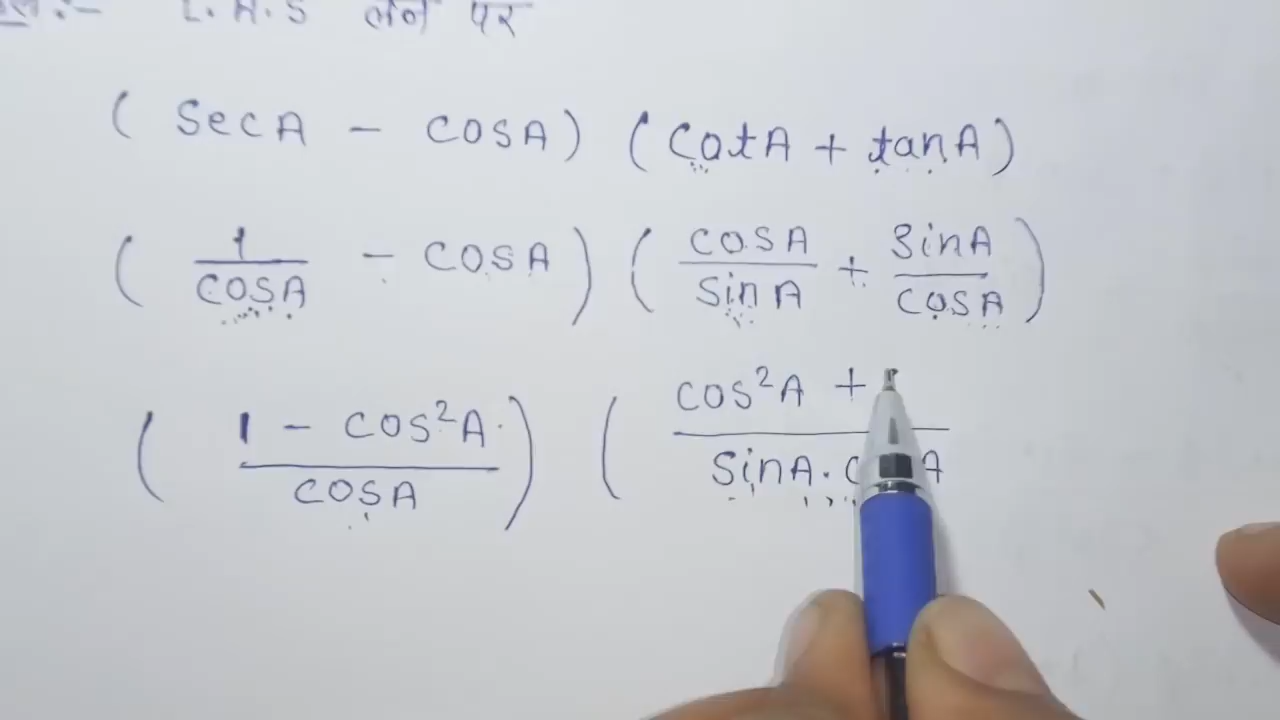 L.H.S लेने पर
( SecA - COSA ) ( CotA + tanA )
( 1/COSA - COSA ) ( COSA/SinA + SinA/COSA )
( 1 - COS²A/COSA ) ( COS²A +/SinA. A